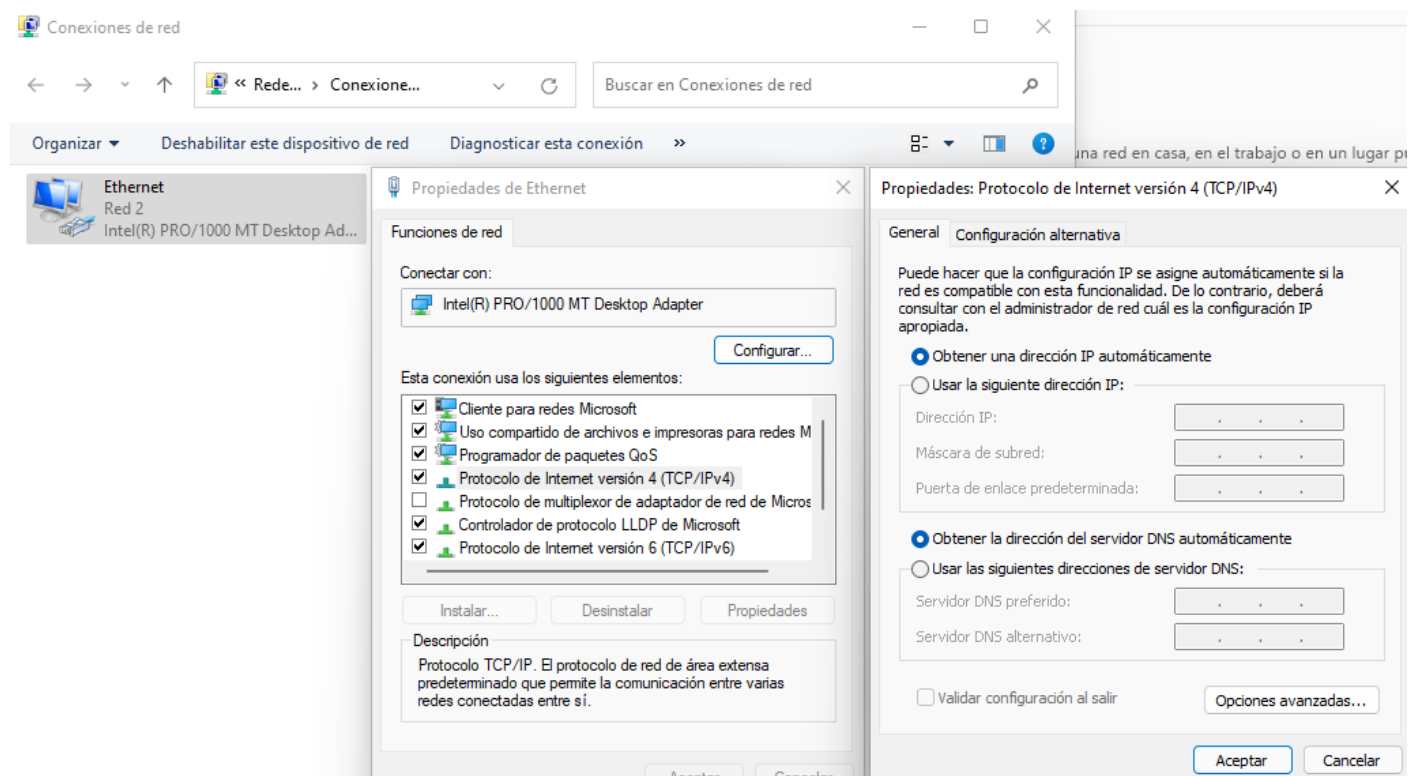 Conexiones de red
« Rede... › Conexione...
Buscar en Conexiones de red
Organizar
Deshabilitar este dispositivo de red
Diagnosticar esta conexión
»
una red en casa, en el trabajo o en un lugar
Ethernet
Red 2
Intel(R) PRO/1000 MT Desktop Ad...
Propiedades de Ethernet
Funciones de red
Conectar con:
Intel(R) PRO/1000 MT Desktop Adapter
Configurar...
Esta conexión usa los siguientes elementos:
Cliente para redes Microsoft
Uso compartido de archivos e impresoras para redes M
Programador de paquetes QoS
Protocolo de Internet versión 4 (TCP/IPv4)
Protocolo de multiplexor de adaptador de red de Micros
Controlador de protocolo LLDP de Microsoft
Protocolo de Internet versión 6 (TCP/IPv6)
Instalar...
Desinstalar
Propiedades
Descripción
Protocolo TCP/IP. El protocolo de red de área extensa
predeterminado que permite la comunicación entre varias
redes conectadas entre sí.
Aceptar
Cancelar
Propiedades: Protocolo de Internet versión 4 (TCP/IPv4)
General
Configuración alternativa
Puede hacer que la configuración IP se asigne automáticamente si la
red es compatible con esta funcionalidad. De lo contrario, deberá
consultar con el administrador de red cuál es la configuración IP
apropiada.
Obtener una dirección IP automáticamente
Usar la siguiente dirección IP:
Dirección IP:
Máscara de subred:
Puerta de enlace predeterminada:
Obtener la dirección del servidor DNS automáticamente
Usar las siguientes direcciones de servidor DNS:
Servidor DNS preferido:
Servidor DNS alternativo:
Validar configuración al salir
Opciones avanzadas...
Aceptar
Cancelar